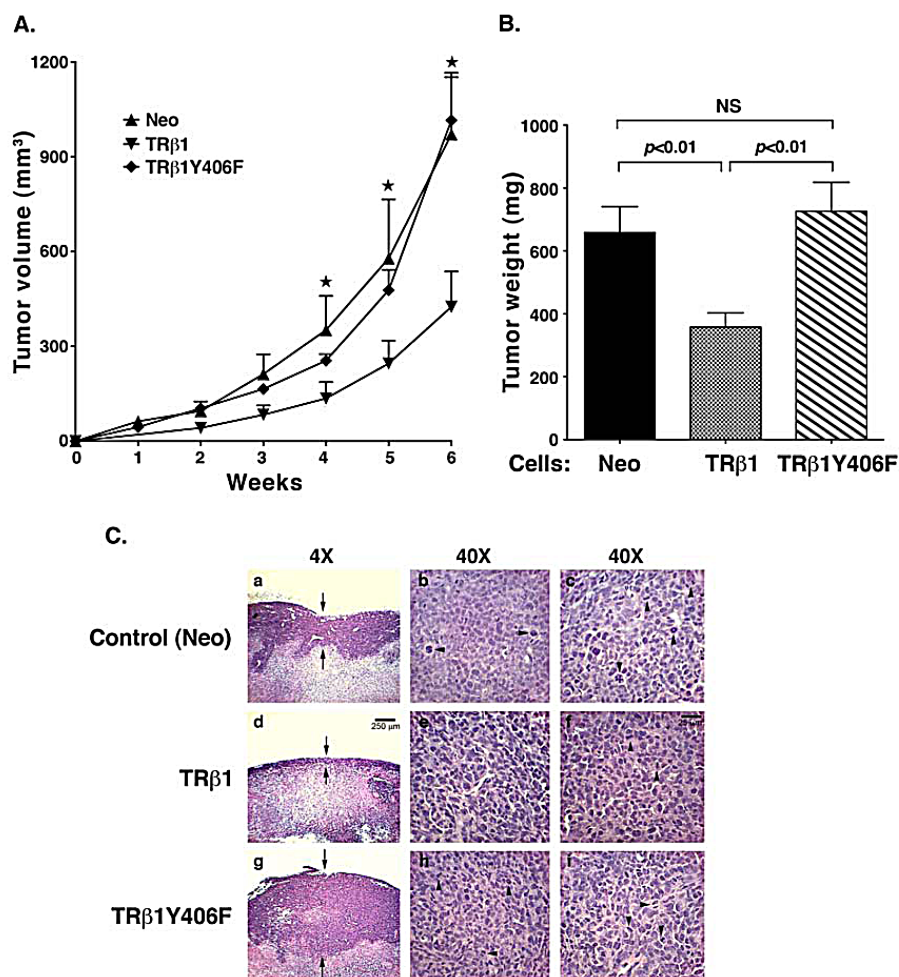 A.
1200
900
600
300
0
Tumor volume (mm³)
Neo
TRβ1
TRβ1Y406F
0 1 2 3 4 5 6
Weeks
B.
NS
p<0.01 p<0.01
1000
800
600
400
200
0
Tumor weight (mg)
Cells: Neo TRβ1 TRβ1Y406F
C.
4X 40X 40X
Control (Neo)
a b c
TRβ1
d e f
250 µm
TRβ1Y406F
g h i